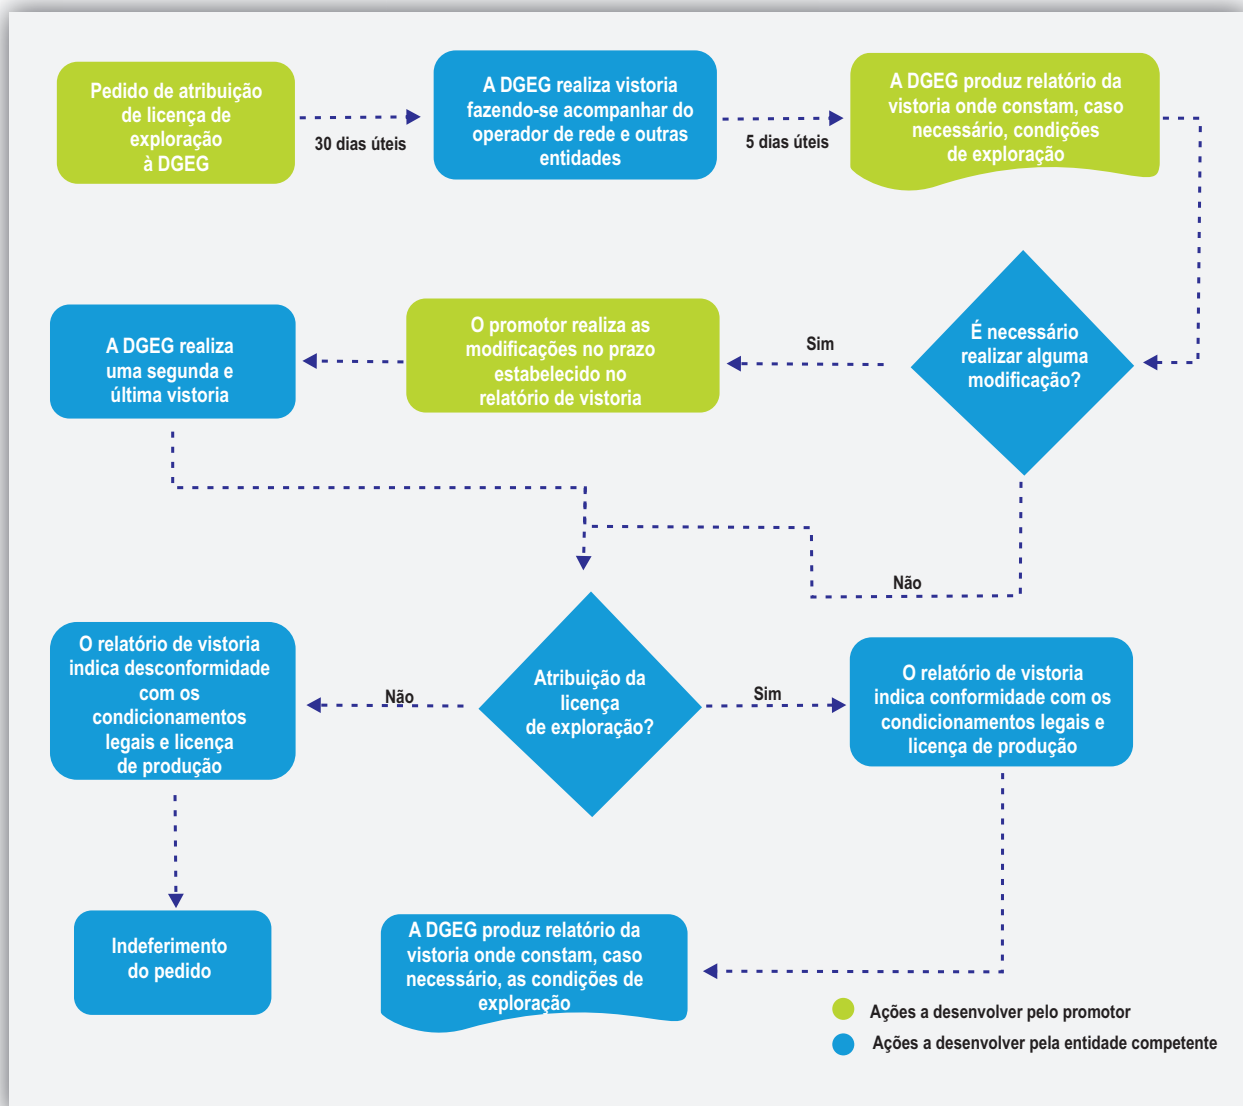 Pedido de atribuição
de licença de
exploração
à DGEG
30 dias úteis
A DGEG realiza vistoria
fazendo-se acompanhar do
operador de rede e outras
entidades
5 dias úteis
A DGEG produz relatório da
vistoria onde constam, caso
necessário, condições
de exploração
É necessário
realizar alguma
modificação?
Sim
O promotor realiza as
modificações no prazo
estabelecido no
relatório de vistoria
A DGEG realiza
uma segunda e
última vistoria
Não
Atribuição da
licença
de exploração?
Não
O relatório de vistoria
indica desconformidade
com os
condicionamentos
legais e licença
de produção
Sim
O relatório de vistoria
indica conformidade com os
condicionamentos legais e
licença de produção
Indeferimento
do pedido
A DGEG produz relatório da
vistoria onde constam, caso
necessário, as condições de
exploração
Ações a desenvolver pelo promotor
Ações a desenvolver pela entidade competente